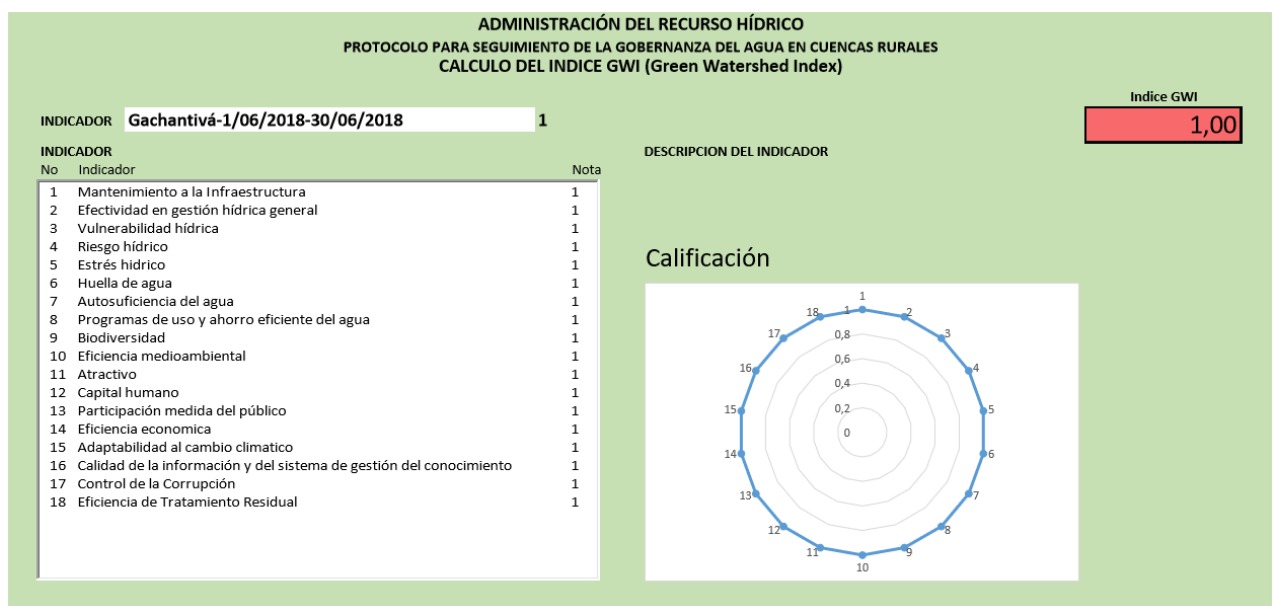 ADMINISTRACIÓN DEL RECURSO HÍDRICO
PROTOCOLO PARA SEGUIMIENTO DE LA GOBERNANZA DEL AGUA EN CUENCAS RURALES
CALCULO DEL INDICE GWI (Green Watershed Index)
Indice GWI
1,00
INDICADOR Gachantivá-1/06/2018-30/06/2018 1
INDICADOR
No Indicador Nota
1 Mantenimiento a la Infraestructura 1
2 Efectividad en gestión hídrica general 1
3 Vulnerabilidad hídrica 1
4 Riesgo hídrico 1
5 Estrés hidrico 1
6 Huella de agua 1
7 Autosuficiencia del agua 1
8 Programas de uso y ahorro eficiente del agua 1
9 Biodiversidad 1
10 Eficiencia medioambiental 1
11 Atractivo 1
12 Capital humano 1
13 Participación medida del público 1
14 Eficiencia economica 1
15 Adaptabilidad al cambio climatico 1
16 Calidad de la información y del sistema de gestión del conocimiento 1
17 Control de la Corrupción 1
18 Eficiencia de Tratamiento Residual 1
DESCRIPCION DEL INDICADOR
Calificación
1
18 1 2
17 0,8 3
0,6
16 4
0,4
15 0,2 5
0
14 6
13 7
12 8
11 9
10